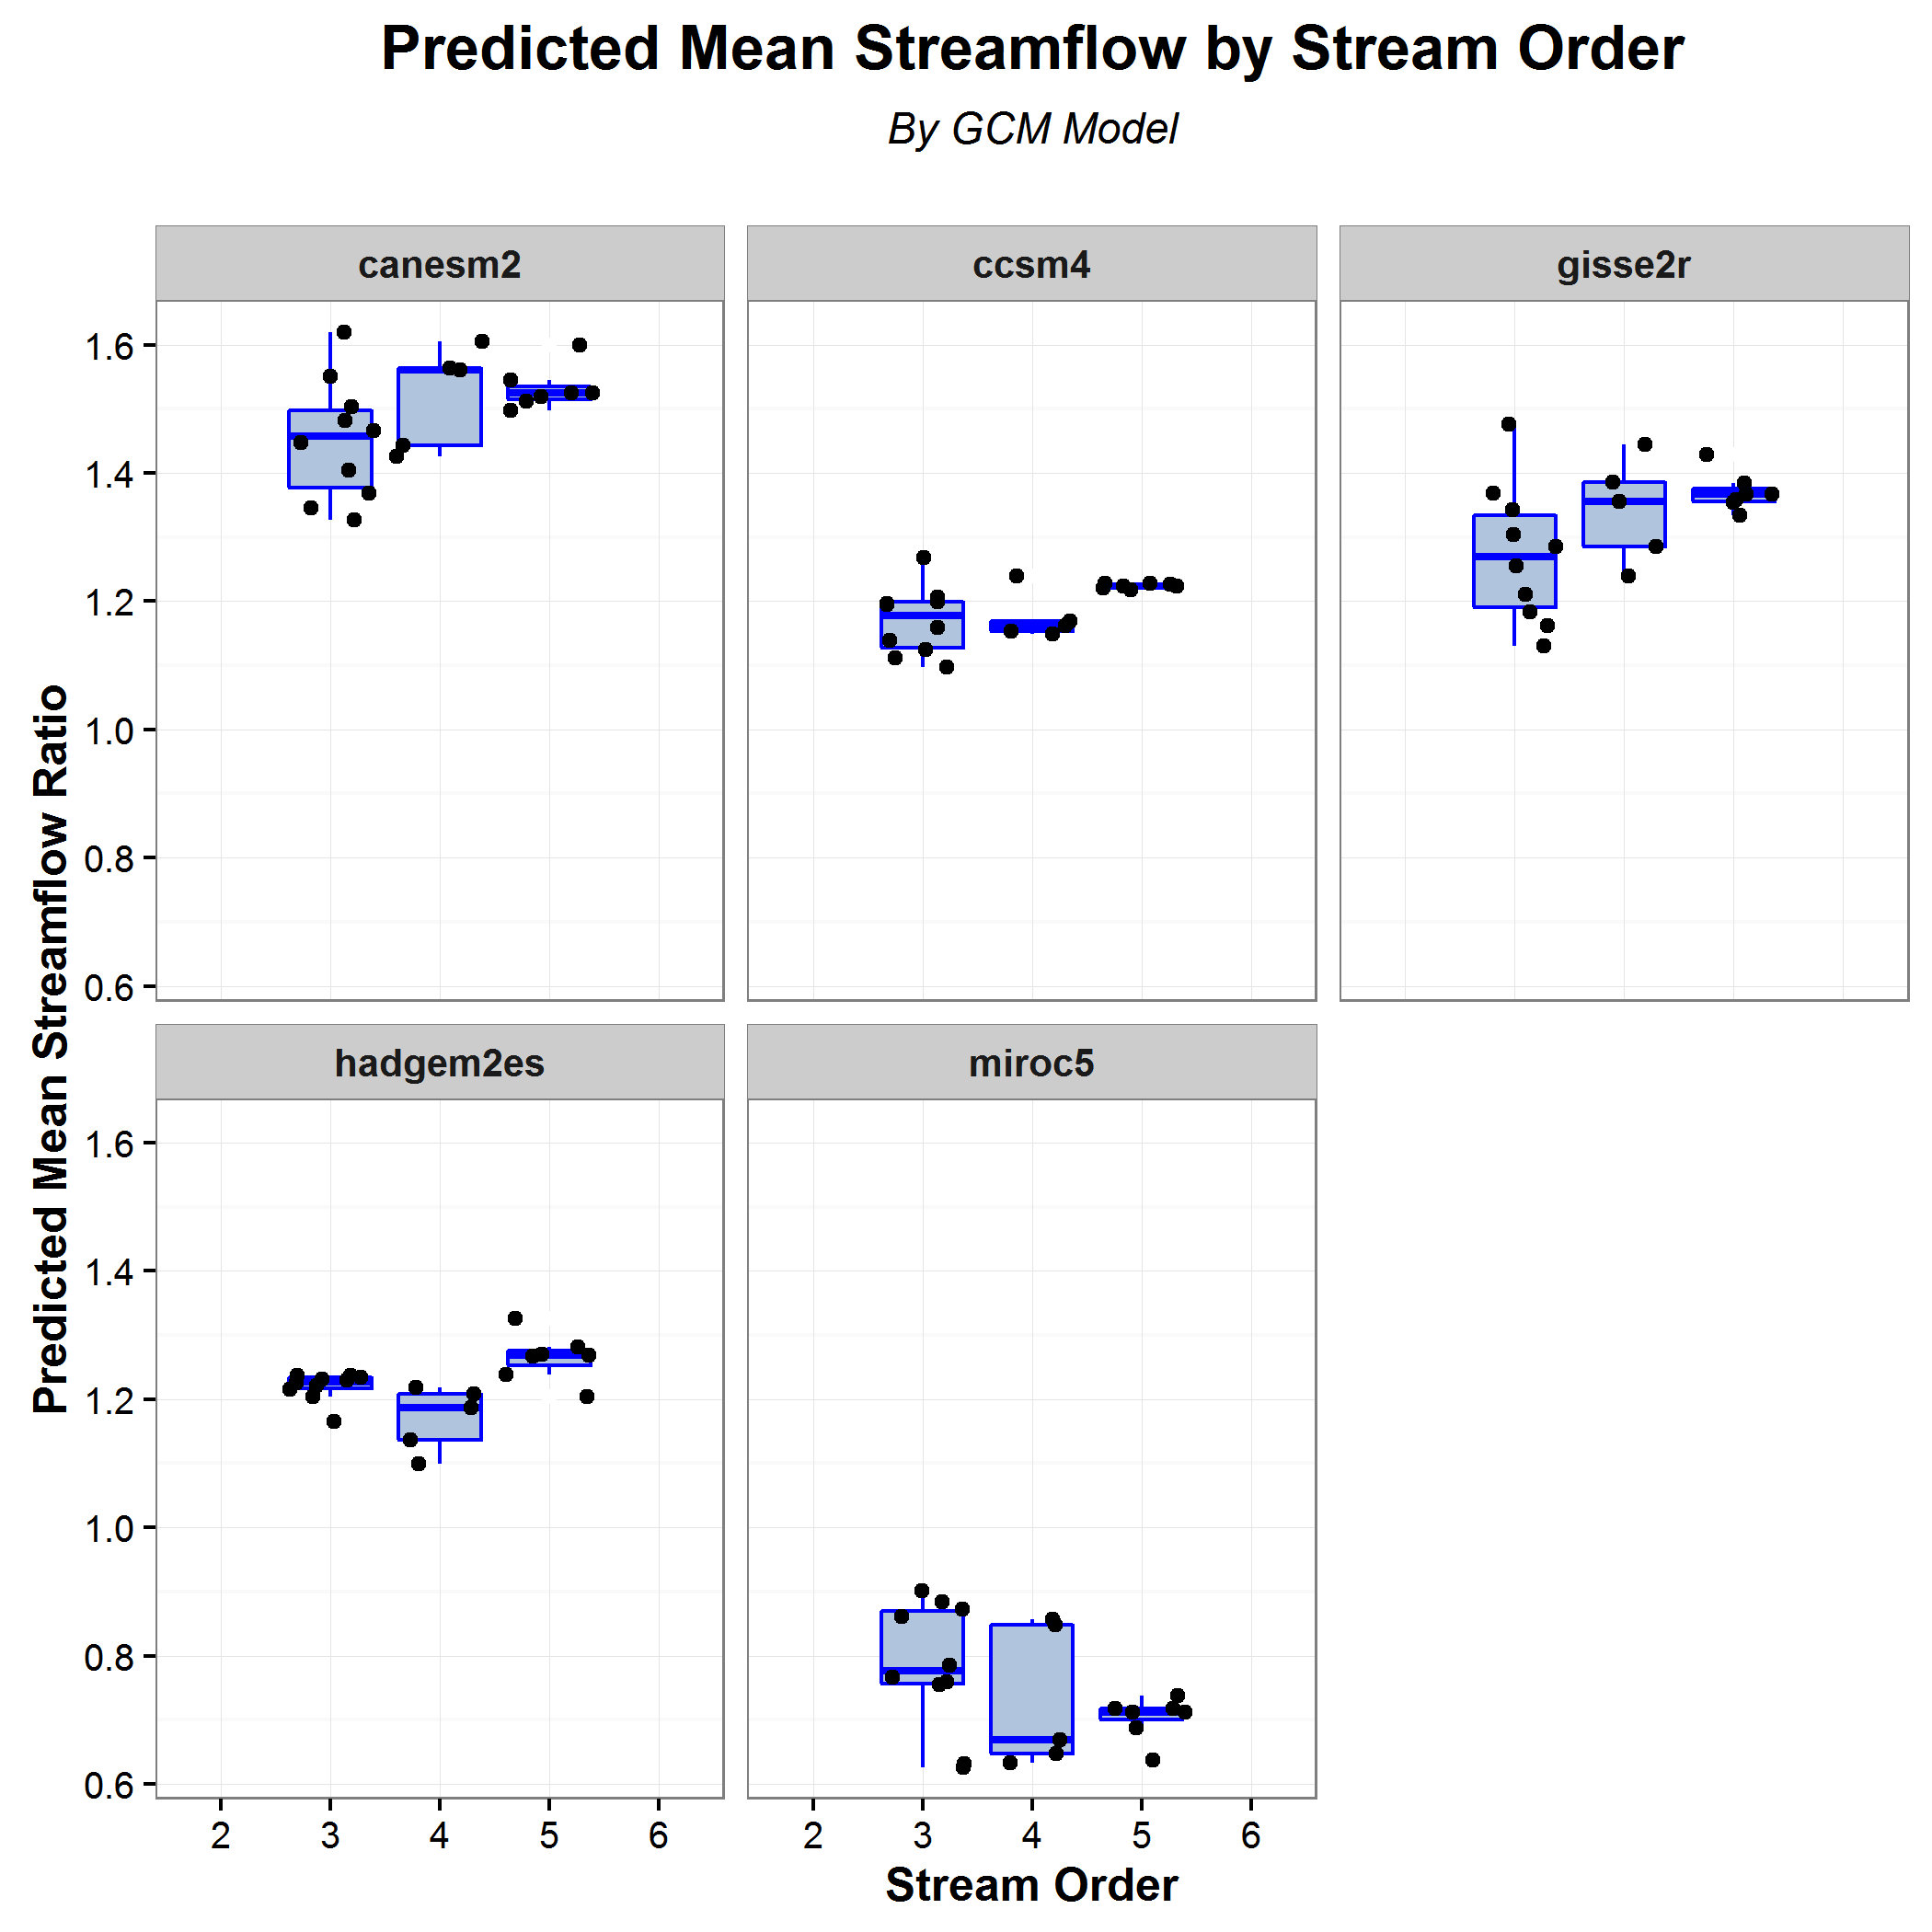 Predicted Mean Streamflow by Stream Order
By GCM Model
canesm2
ccsm4
gisse2r
1.6
1.4
1.2
1.0
0.8
0.6
Predicted Mean Streamflow Ratio
hadgem2es
miroc5
1.6
1.4
1.2
1.0
0.8
0.6
2 3 4 5 6
2 3 4 5 6
Stream Order